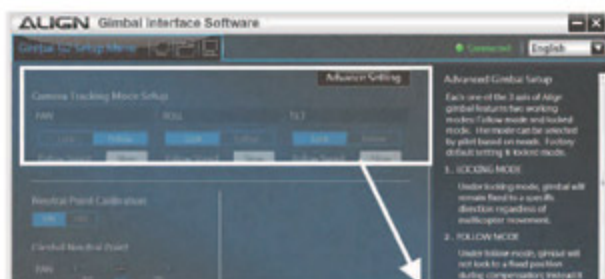 ALIGN Gimbal Interface Software
Gimbal G2 Setup Menu
Connected English
Advance Setting
Camera Tracking Mode Setup
PAN ROLL TILT
Lock Follow Lock Follow Lock
Neutral Point Calibration
Gimbal Neutral Point
PAN
Advanced Gimbal Setup
Each one of the 3 axis of Align
gimbal features two working
modes: Follow mode and locked
mode. The mode can be selected
by pilot based on needs. Factory
default setting is locked mode.
1. LOCKING MODE
Under locking mode, gimbal will
remain fixed to a specific
direction regardless of
multicopter movement.
2. FOLLOW MODE
Under follow mode, gimbal will
not lock to a fixed position
during compensation. Instead it